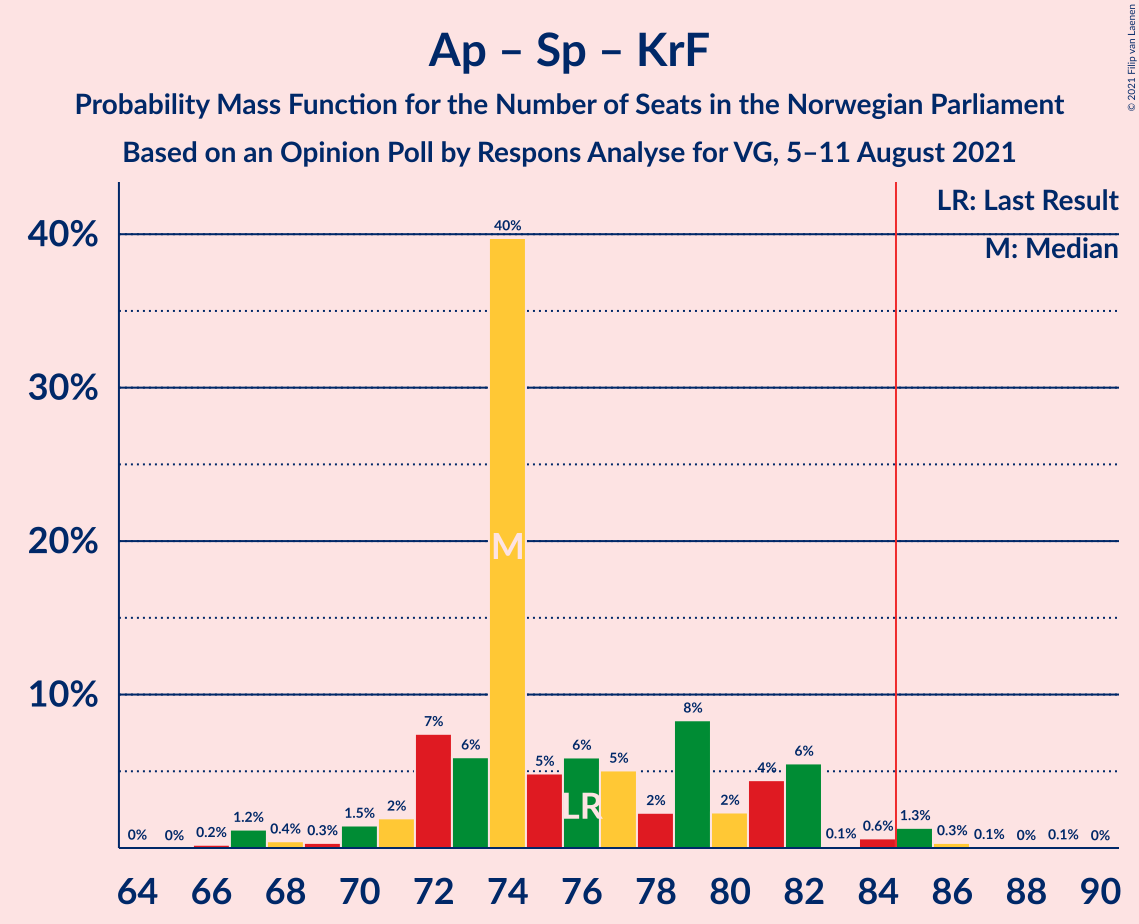 Ap – Sp – KrF
Probability Mass Function for the Number of Seats in the Norwegian Parliament
Based on an Opinion Poll by Respons Analyse for VG, 5–11 August 2021
© 2021 Filip van Laenen
LR: Last Result
M: Median
40%
30%
20%
10%
0% 0% 0.2% 1.2% 0.4% 0.3% 1.5% 2% 7% 6% 40% 5% 6% 5% 2% 8% 2% 4% 6% 0.1% 0.6% 1.3% 0.3% 0.1% 0% 0.1% 0%
M
LR
64 66 68 70 72 74 76 78 80 82 84 86 88 90